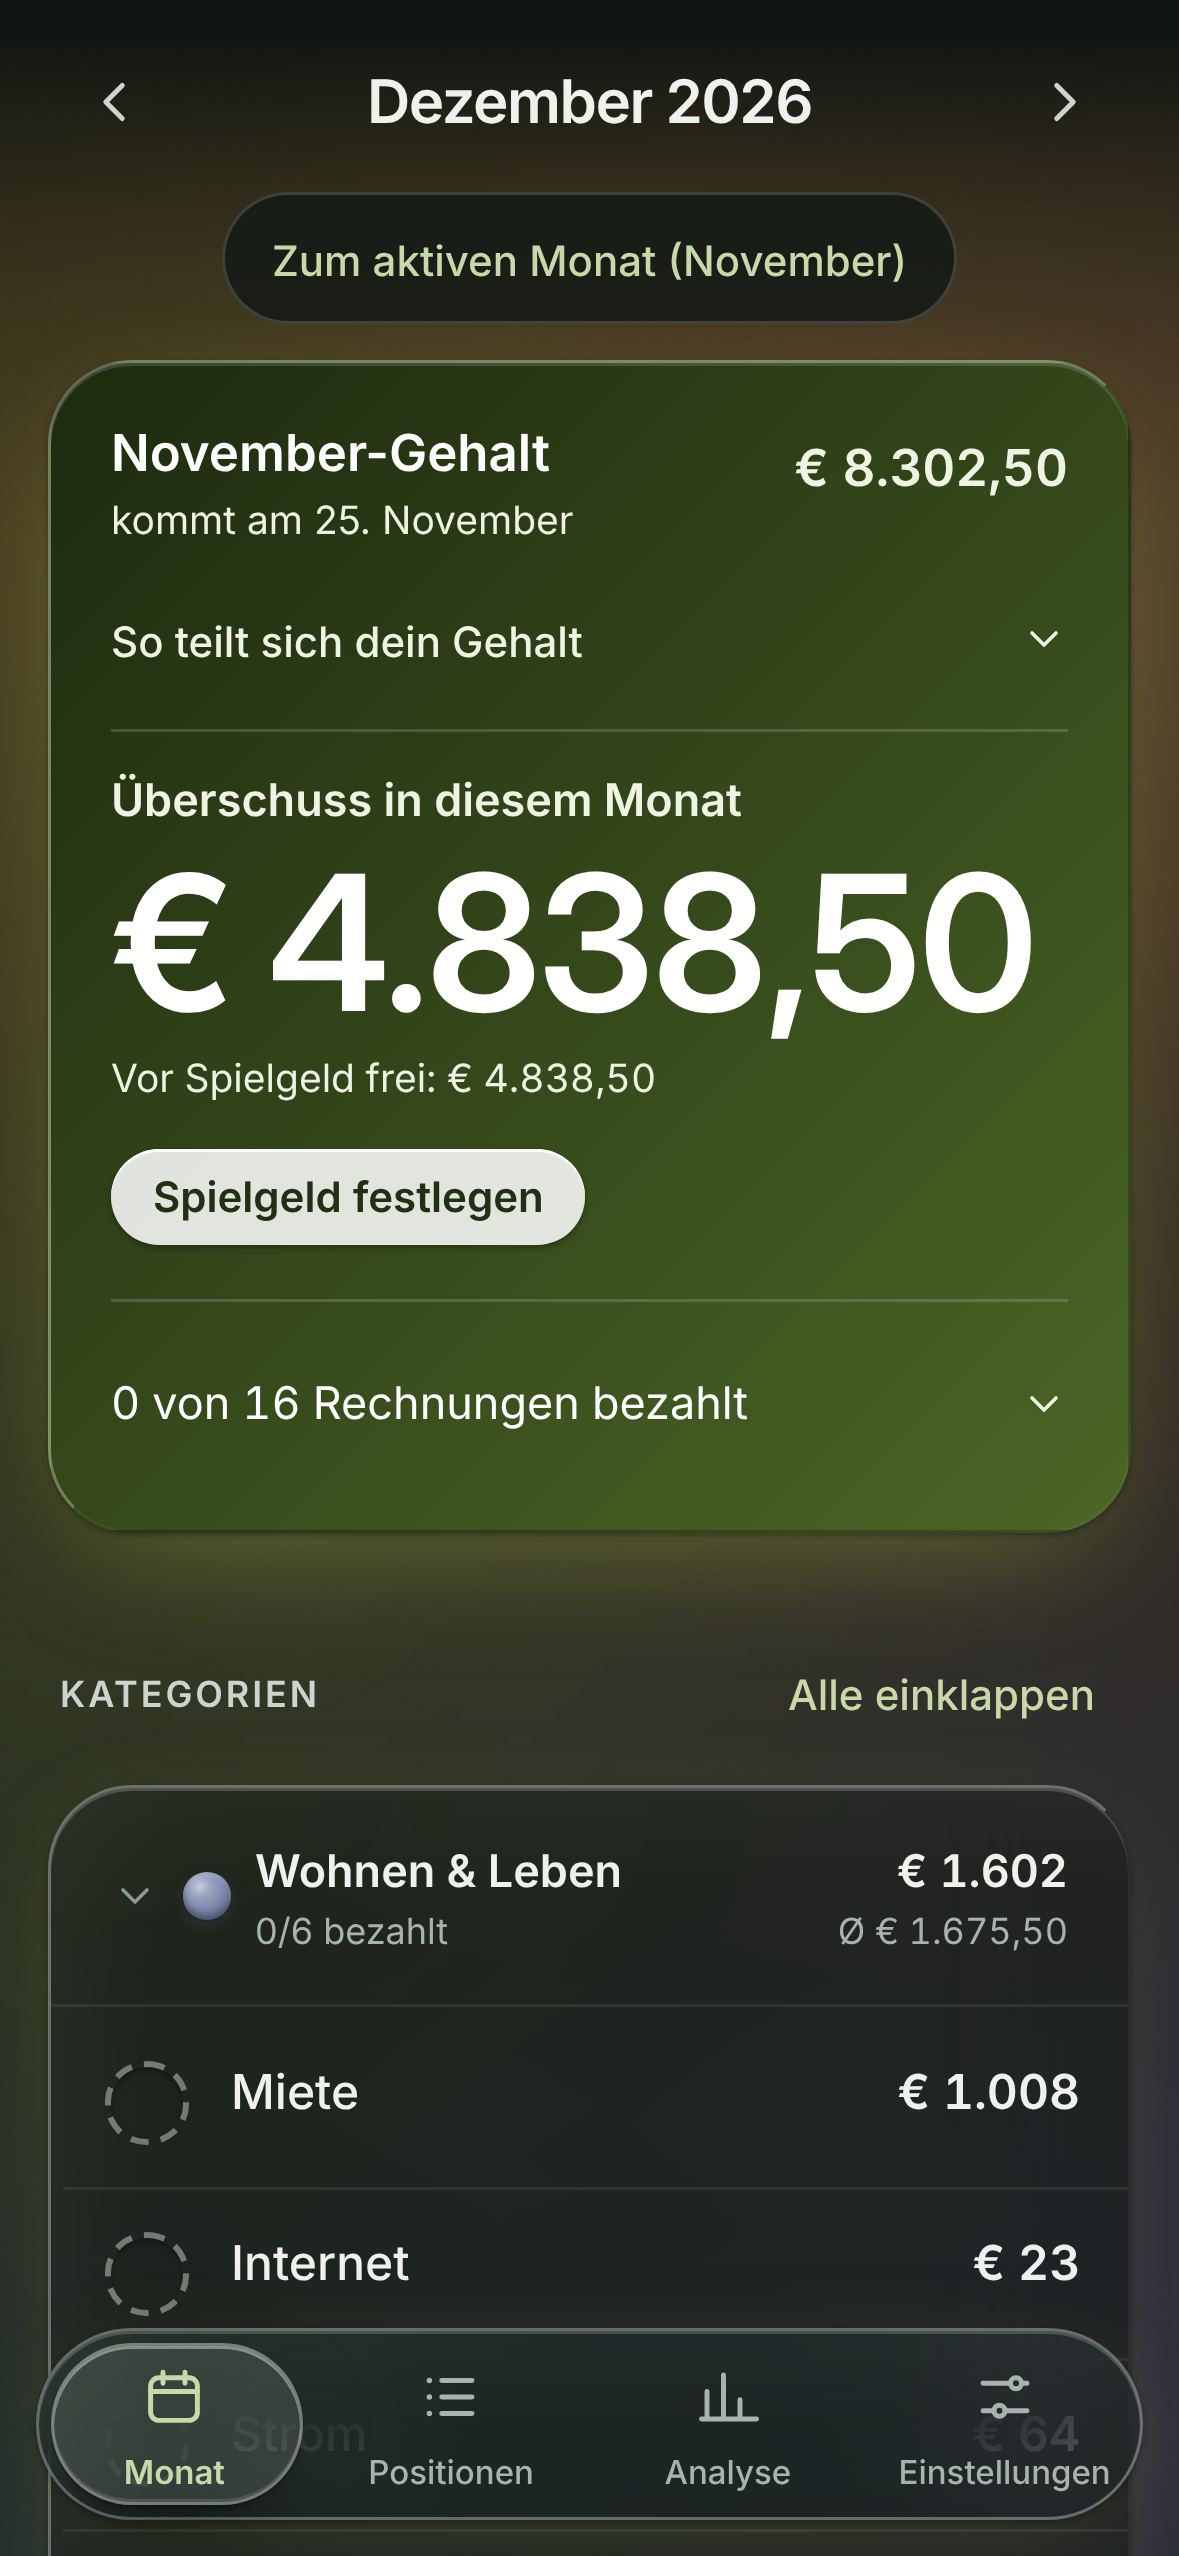 Dezember 2026
Zum aktiven Monat (November)
November-Gehalt
€ 8.302,50
kommt am 25. November
So teilt sich dein Gehalt
Überschuss in diesem Monat
€ 4.838,50
Vor Spielgeld frei: € 4.838,50
Spielgeld festlegen
0 von 16 Rechnungen bezahlt
KATEGORIEN
Alle einklappen
Wohnen & Leben
€ 1.602
0/6 bezahlt
Ø € 1.675,50
Miete
€ 1.008
Internet
€ 23
Strom
€ 64
Monat
Positionen
Analyse
Einstellungen